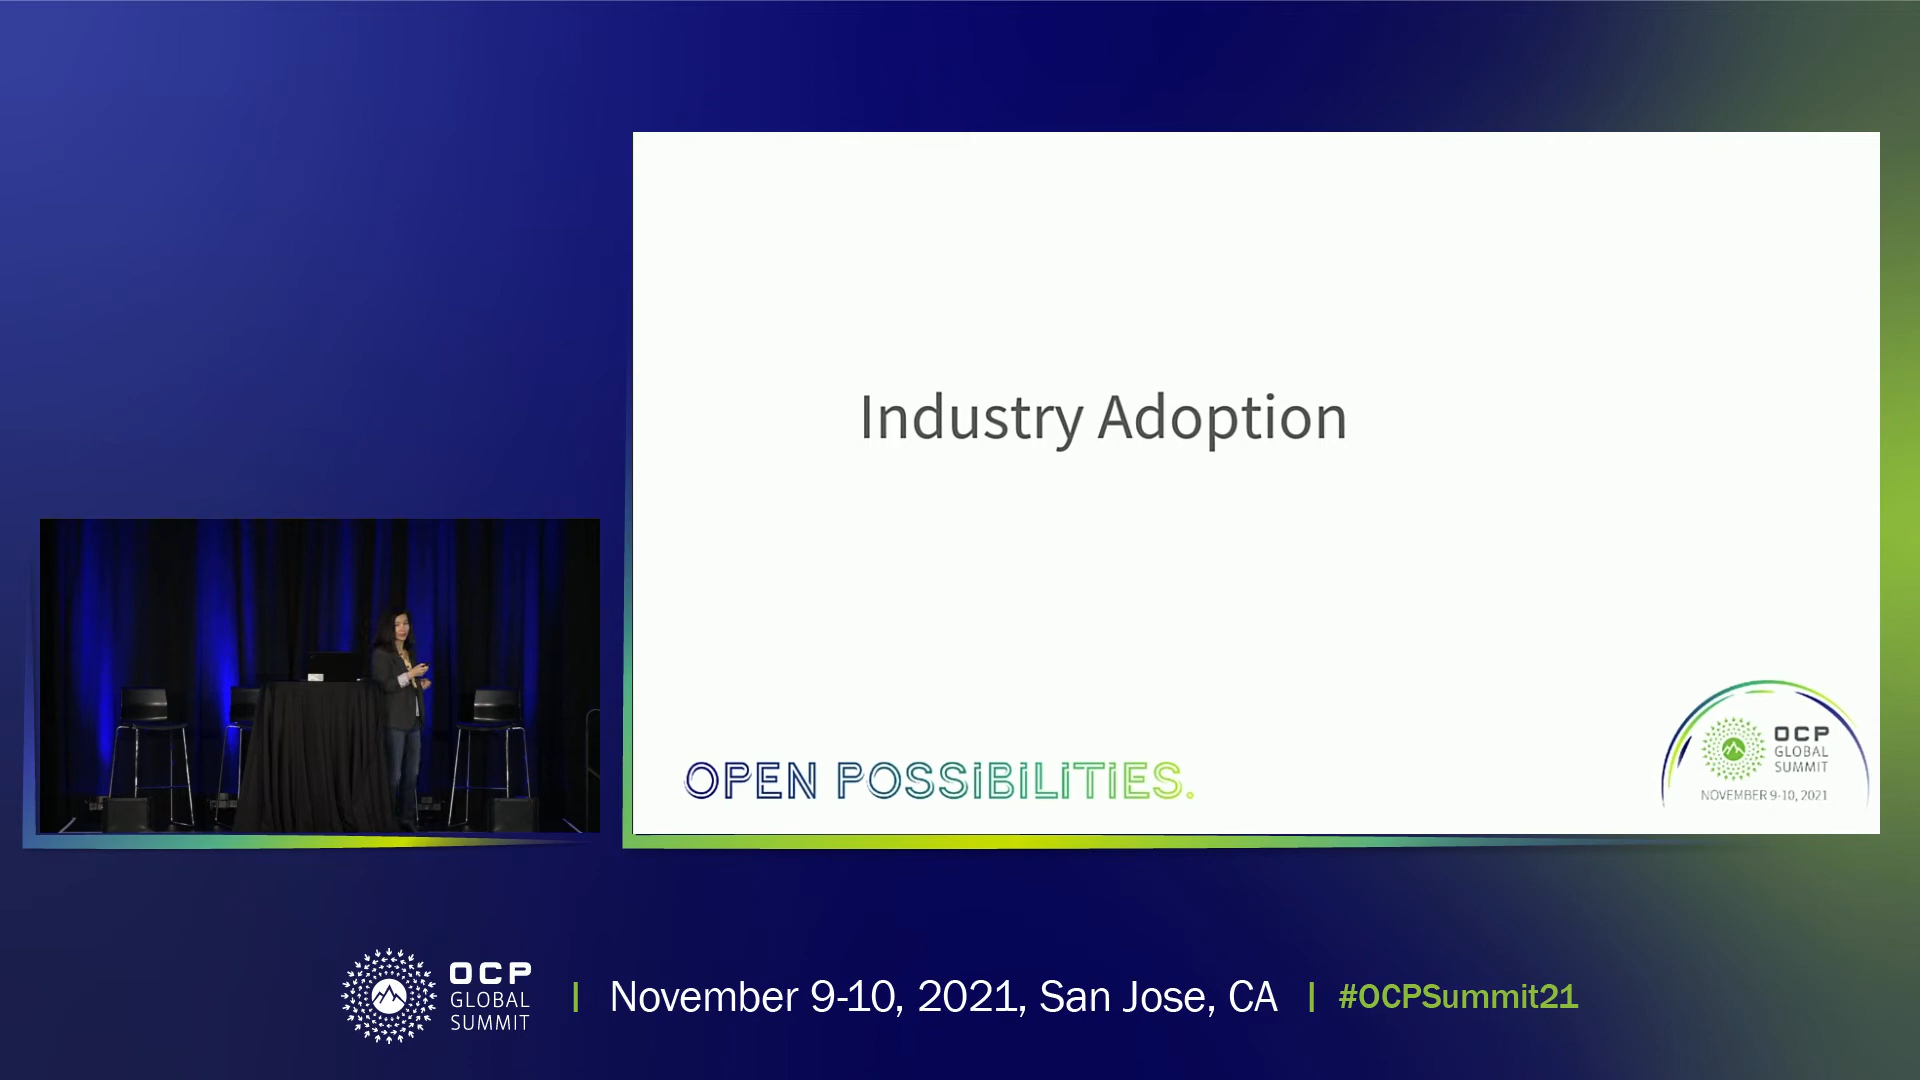 Industry Adoption
OPEN POSSIBILITIES.
OCP
GLOBAL
SUMMIT
NOVEMBER 9-10, 2021
OCP
GLOBAL
SUMMIT
November 9-10, 2021, San Jose, CA
#OCPSummit21